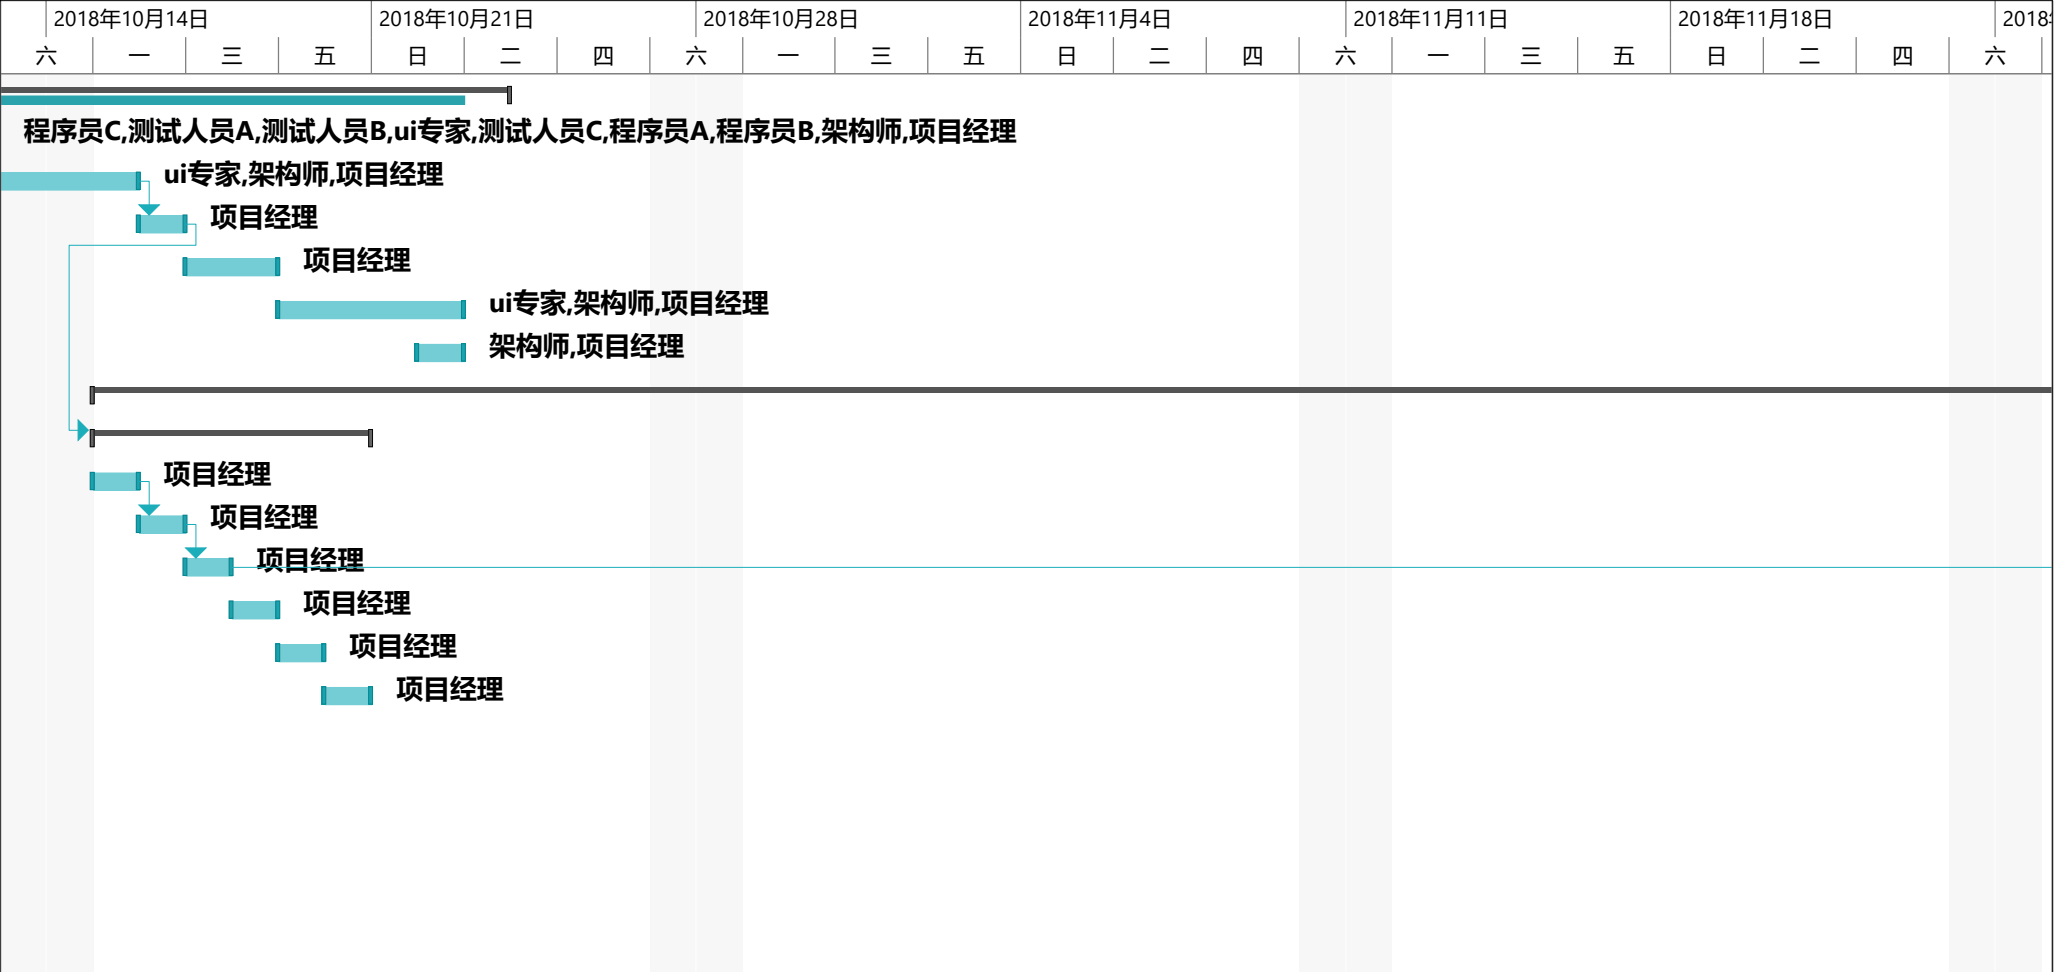 2018年10月14日 2018年10月21日 2018年10月28日 2018年11月4日 2018年11月11日 2018年11月18日 2018
六 一 三 五 日 二 四 六 一 三 五 日 二 四 六 一 三 五 日 二 四 六
程序员C,测试人员A,测试人员B,ui专家,测试人员C,程序员A,程序员B,架构师,项目经理
ui专家,架构师,项目经理
项目经理
项目经理
ui专家,架构师,项目经理
架构师,项目经理
项目经理
项目经理
项目经理
项目经理
项目经理
项目经理